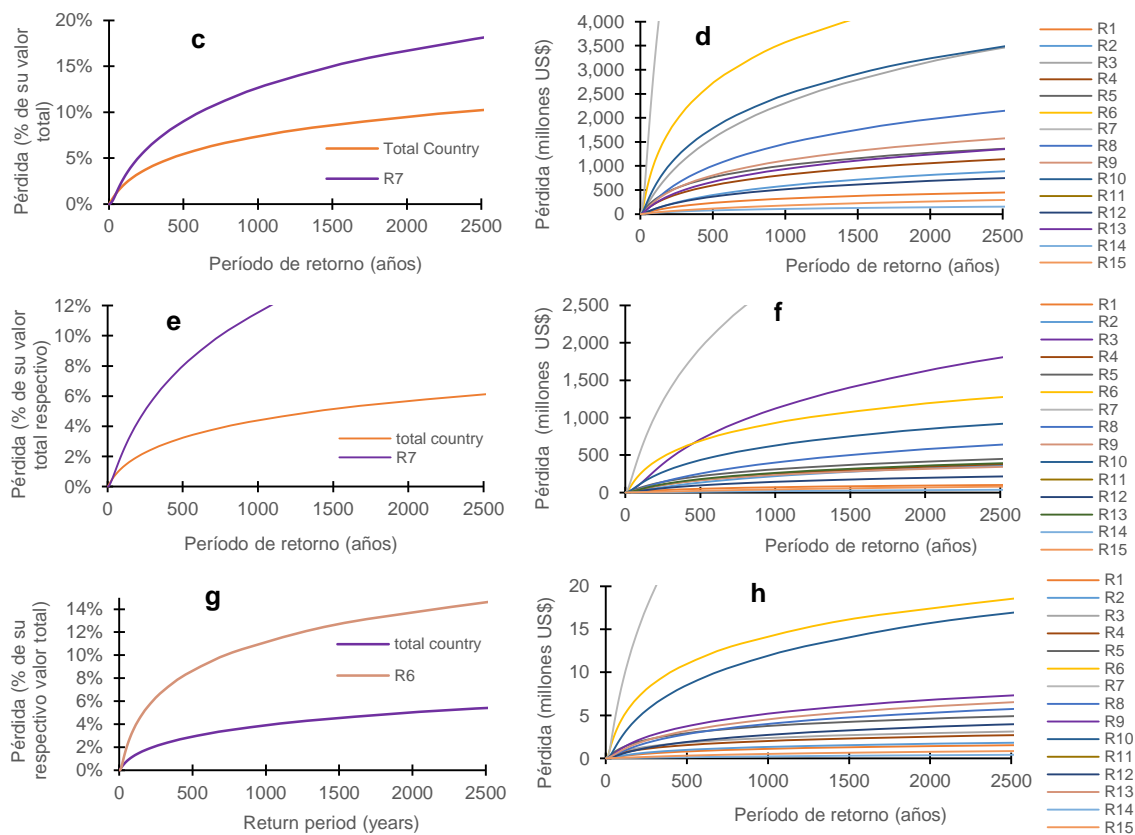 c
Pérdida (% de su valor
total)
20%
15%
10%
5%
0%
Total Country
R7
0 500 1000 1500 2000 2500
Período de retorno (años)
d
Pérdida (millones US$)
4,000
3,500
3,000
2,500
2,000
1,500
1,000
500
0
0 500 1000 1500 2000 2500
Período de retorno (años)
R1
R2
R3
R4
R5
R6
R7
R8
R9
R10
R11
R12
R13
R14
R15
e
Pérdida (% de su valor
total respectivo)
12%
10%
8%
6%
4%
2%
0%
total country
R7
0 500 1000 1500 2000 2500
Período de retorno (años)
f
Pérdida (millones US$)
2,500
2,000
1,500
1,000
500
0
0 500 1000 1500 2000 2500
Período de retorno (años)
R1
R2
R3
R4
R5
R6
R7
R8
R9
R10
R11
R12
R13
R14
R15
g
Pérdida (% de su
respectivo valor total)
14%
12%
10%
8%
6%
4%
2%
0%
total country
R6
0 500 1000 1500 2000 2500
Return period (years)
h
Pérdida (millones US$)
20
15
10
5
0
0 500 1000 1500 2000 2500
Período de retorno (años)
R1
R2
R3
R4
R5
R6
R7
R8
R9
R10
R11
R12
R13
R14
R15